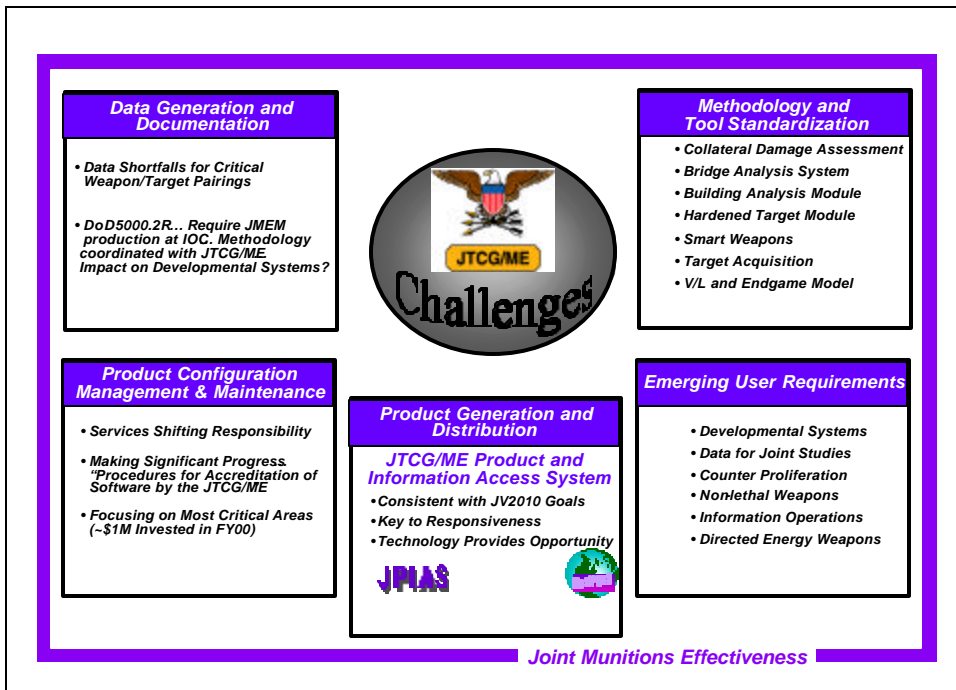 Data Generation and
Documentation
• Data Shortfalls for Critical
Weapon/Target Pairings
• DoD5000.2R... Require JMEM
production at IOC. Methodology
coordinated with JTCG/ME.
Impact on Developmental Systems?
JTCG/ME
Challenges
Methodology and
Tool Standardization
• Collateral Damage Assessment
• Bridge Analysis System
• Building Analysis Module
• Hardened Target Module
• Smart Weapons
• Target Acquisition
• V/L and Endgame Model
Product Configuration
Management & Maintenance
• Services Shifting Responsibility
• Making Significant Progress.
"Procedures for Accreditation of
Software by the JTCG/ME
• Focusing on Most Critical Areas
(~$1M Invested in FY00)
Product Generation and
Distribution
JTCG/ME Product and
Information Access System
• Consistent with JV2010 Goals
• Key to Responsiveness
• Technology Provides Opportunity
JPIAS
Emerging User Requirements
• Developmental Systems
• Data for Joint Studies
• Counter Proliferation
• Non-lethal Weapons
• Information Operations
• Directed Energy Weapons
Joint Munitions Effectiveness